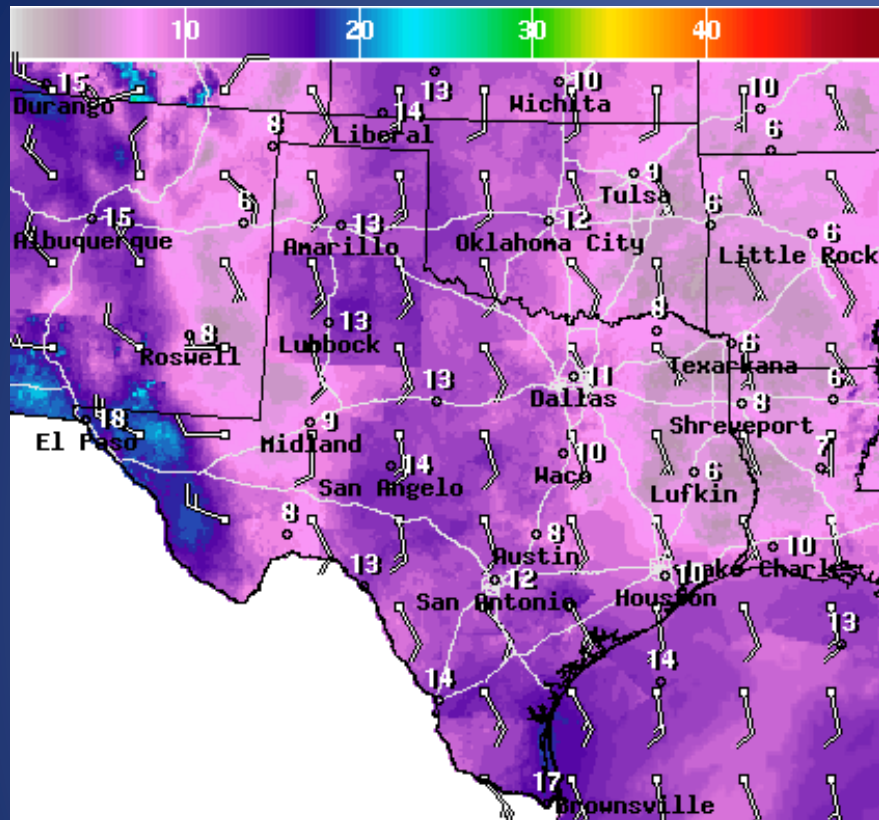 10 20 30 40
15 13 10 10
Durango 14 Wichita
8 Liberal 6
9
6 Tulsa
15 13 12 6 6
Albuquerque Amarillo Oklahoma City Little Rock
8 13 8 6
Roswell Lubbock Texarkana
13 11 6
Dallas 8
18 9 Shreveport
El Paso Midland 14 10 7
San Angelo Waco 6
Lufkin
8 8 10
13 Austin Lake Charles
12 10
San Antonio Houston
13
14 14
17
Brownsville